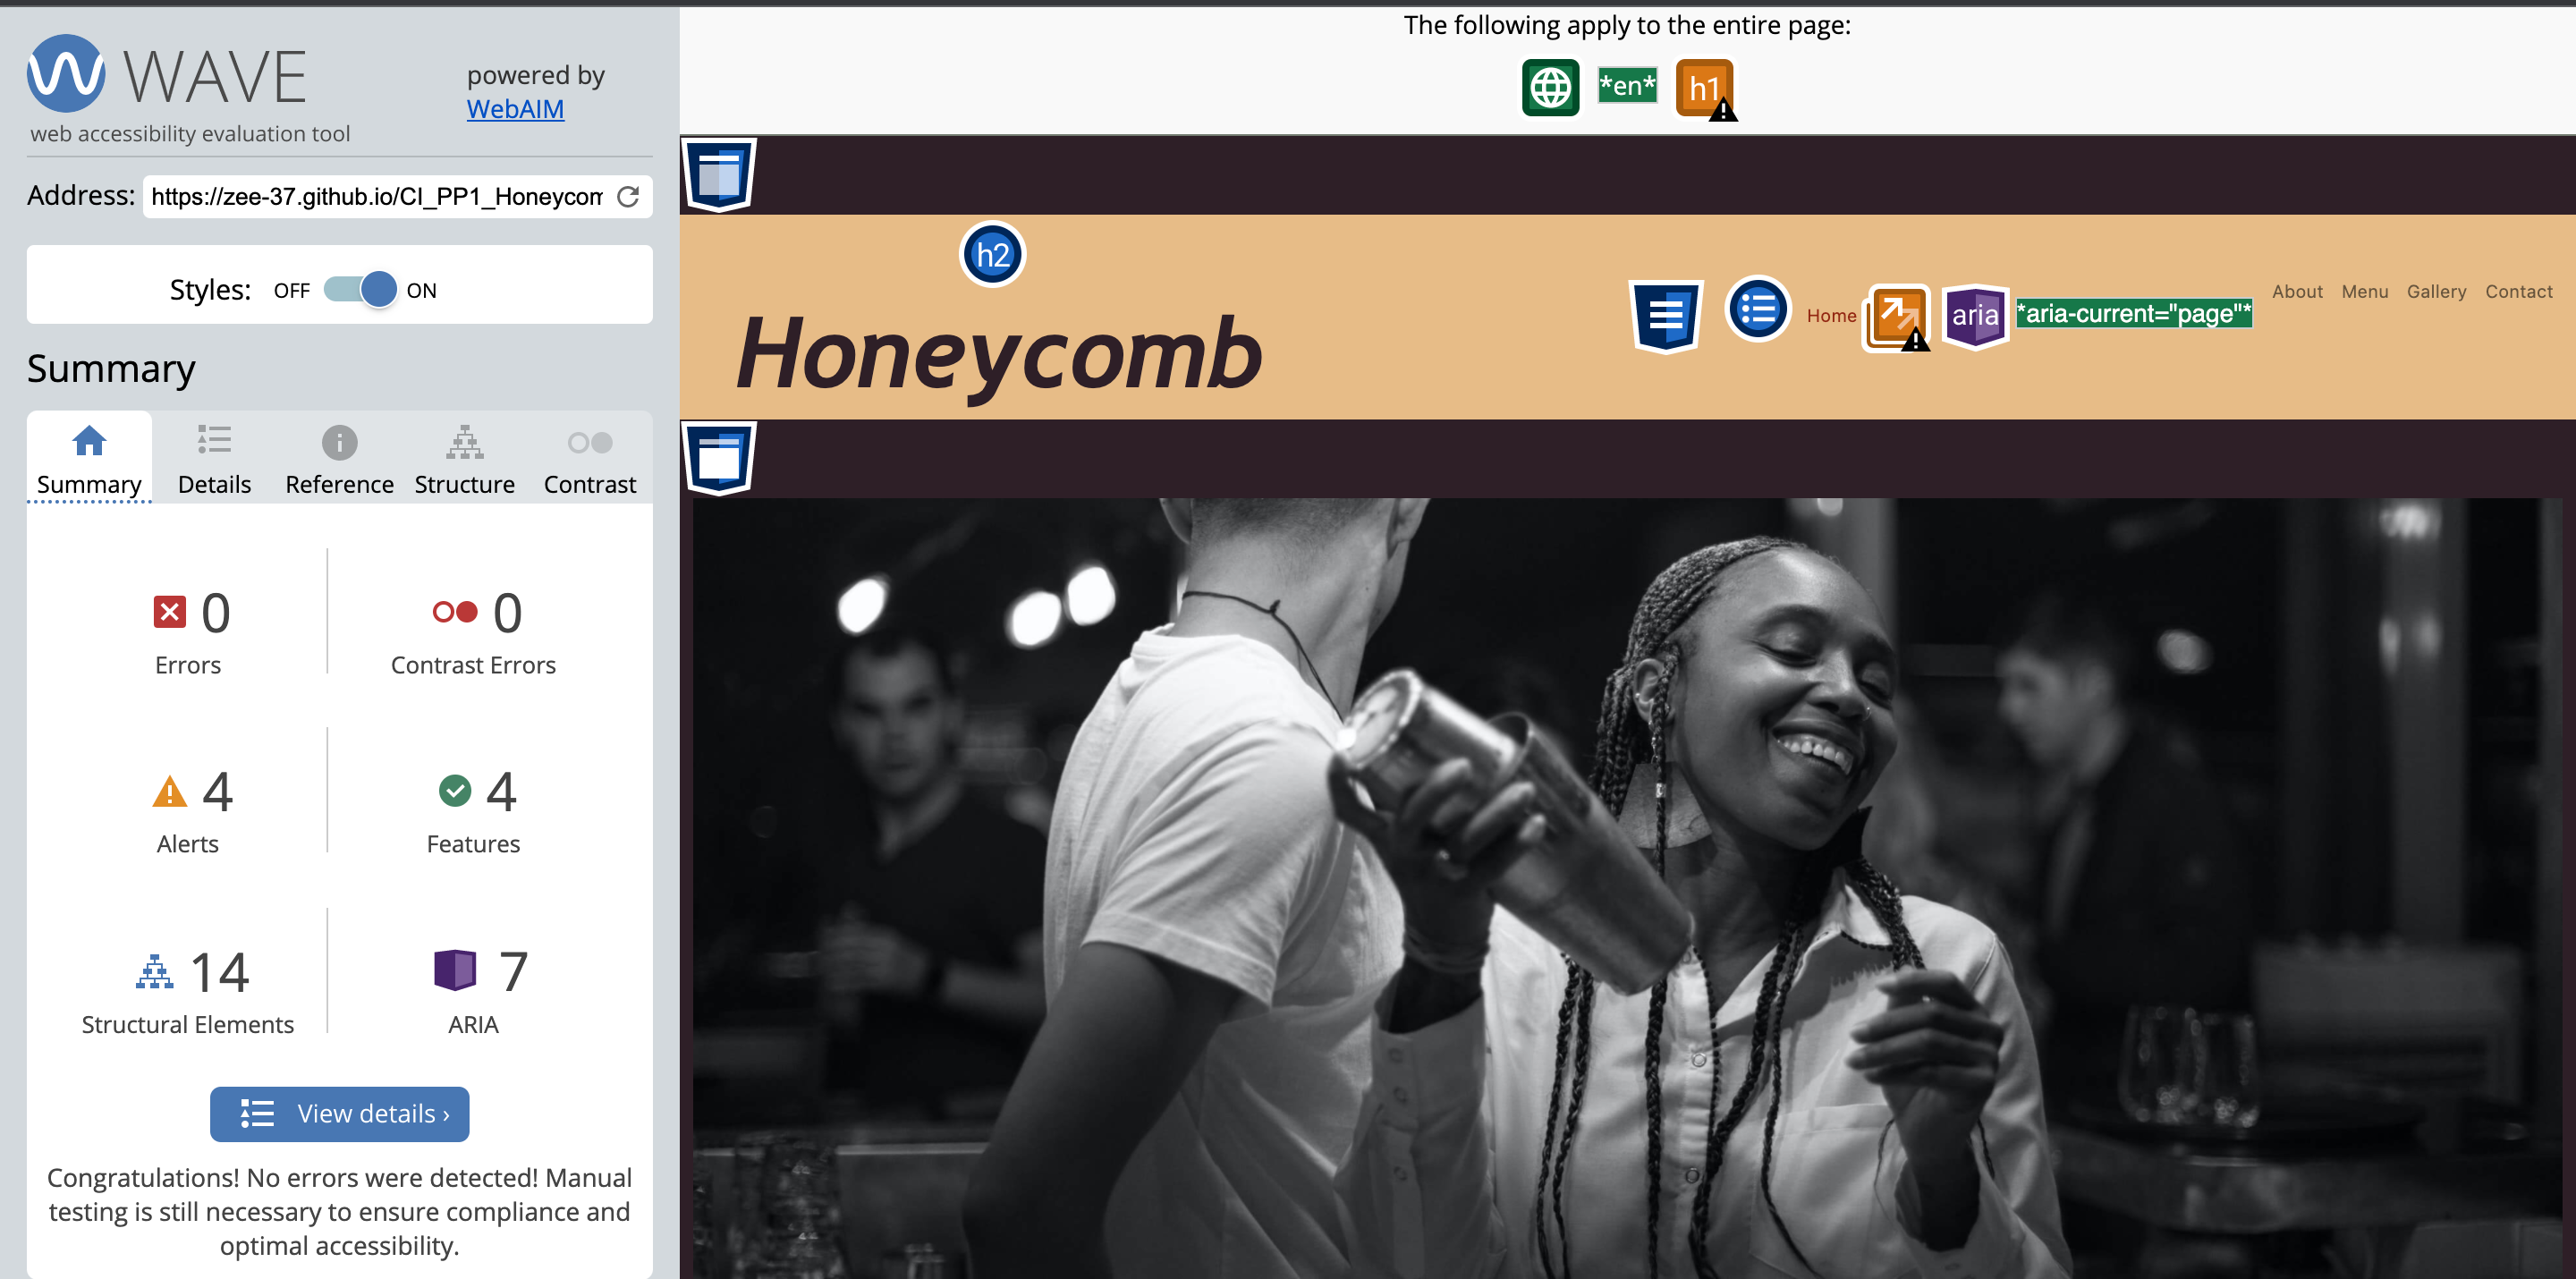 WAVE
web accessibility evaluation tool
powered by
WebAIM
Address: https://zee-37.github.io/CI_PP1_Honeycom
Styles: OFF ON
Summary
Summary Details Reference Structure Contrast
0
Errors
0
Contrast Errors
4
Alerts
4
Features
14
Structural Elements
7
ARIA
View details ›
Congratulations! No errors were detected! Manual
testing is still necessary to ensure compliance and
optimal accessibility.
The following apply to the entire page:
*en* h1
h2
Honeycomb
Home aria *aria-current="page"* About Menu Gallery Contact